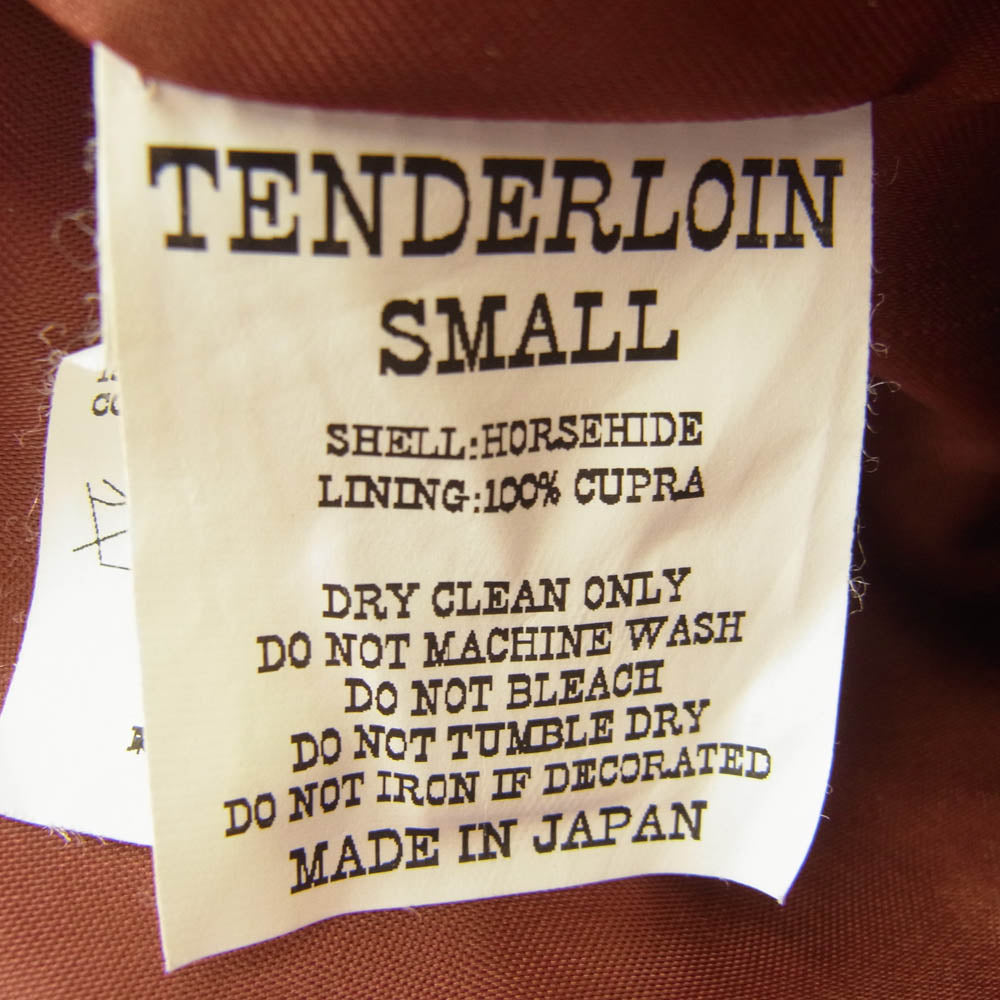 TENDERLOIN
SMALL
SHELL:HORSEHIDE
LINING:100% CUPRA
DRY CLEAN ONLY
DO NOT MACHINE WASH
DO NOT BLEACH
DO NOT TUMBLE DRY
DO NOT IRON IF DECORATED
MADE IN JAPAN